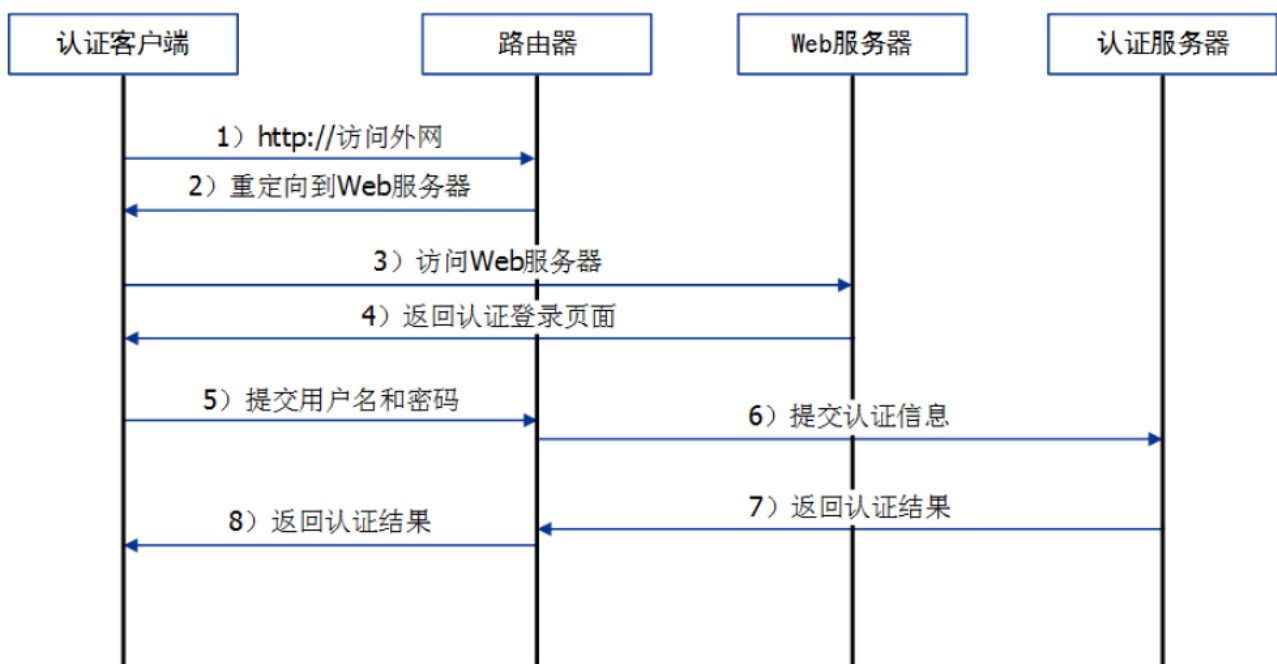 认证客户端
路由器
Web服务器
认证服务器
1）http://访问外网
2）重定向到Web服务器
3）访问Web服务器
4）返回认证登录页面
5）提交用户名和密码
6）提交认证信息
7）返回认证结果
8）返回认证结果